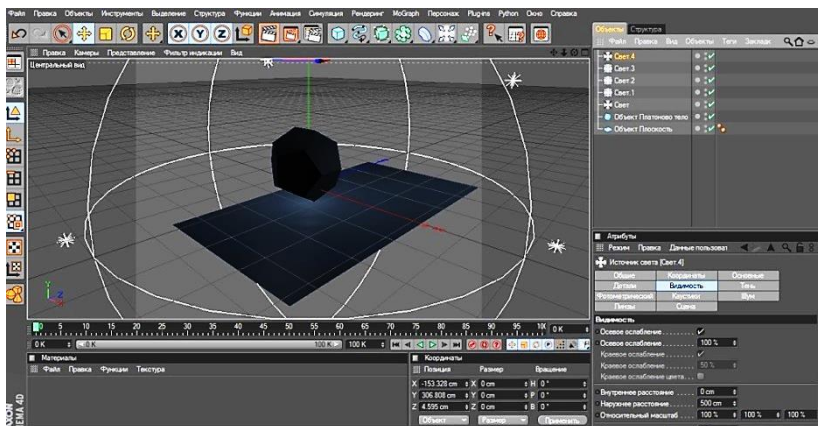 Файл Правка Объекты Инструменты Выделение Структура Функции Анимация Симуляция Рендеринг MoGraph Персонаж Plug-ins Python Окно Справка
Объекты Структура
Файл Правка Вид Объекты Теги Закладк
Правка Камеры Представление Фильтр индикации Вид
Центральный вид
Свет.4
Свет.3
Свет.2
Свет.1
Свет
Объект Платоново тело
Объект Плоскость
Атрибуты
Режим Правка Данные пользоват
Источник света [Свет.4]
Общие Координаты Основные
Детали Видимость Тень
Фотометрический Каустики Шум
Линзы Сцена
Видимость
Осевое ослабление
Осевое ослабление 100 %
Краевое ослабление
Краевое ослабление 50 %
Краевое ослабление цвета
Внутреннее расстояние 0 cm
Наружнее расстояние 500 cm
Относительный масштаб 100 % 100 % 100 %
Y Z
0 5 10 15 20 25 30 35 40 45 50 55 60 65 70 75 80 85 90 95 10( 0 K
0 K 0 K 100 K 100 K
Материалы
Файл Правка Функции Текстура
Координаты
Позиция Размер Вращение
X -153.328 cm X 0 cm H 0 °
Y 306.808 cm Y 0 cm P 0 °
Z 4.595 cm Z 0 cm B 0 °
Объект Размер Применить
EMA 4D